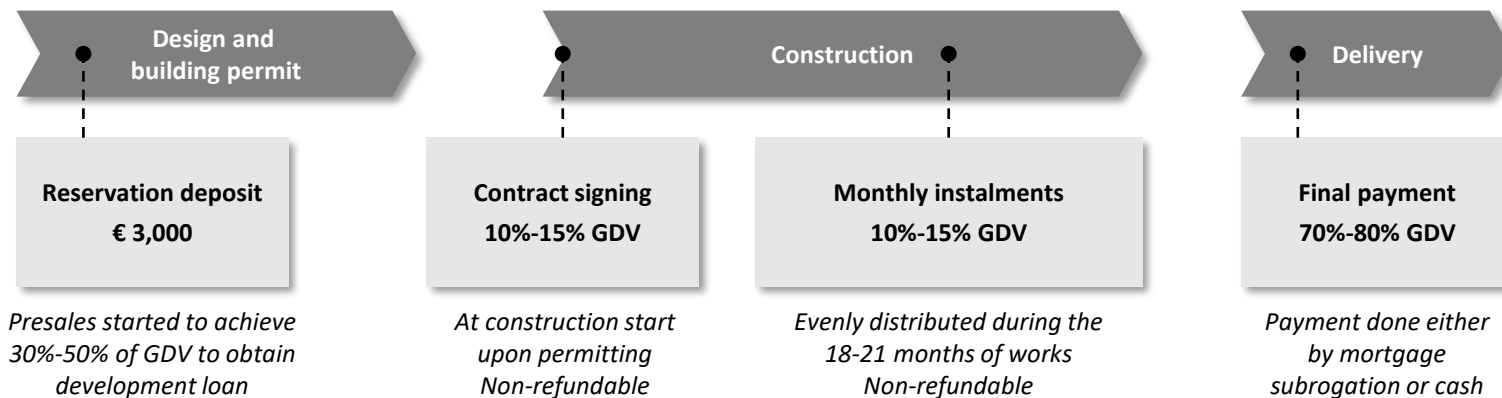 Design and
building permit
Construction
Delivery
Reservation deposit
€ 3,000
Contract signing
10%-15% GDV
Monthly instalments
10%-15% GDV
Final payment
70%-80% GDV
Presales started to achieve
30%-50% of GDV to obtain
development loan
At construction start
upon permitting
Non-refundable
Evenly distributed during the
18-21 months of works
Non-refundable
Payment done either
by mortgage
subrogation or cash